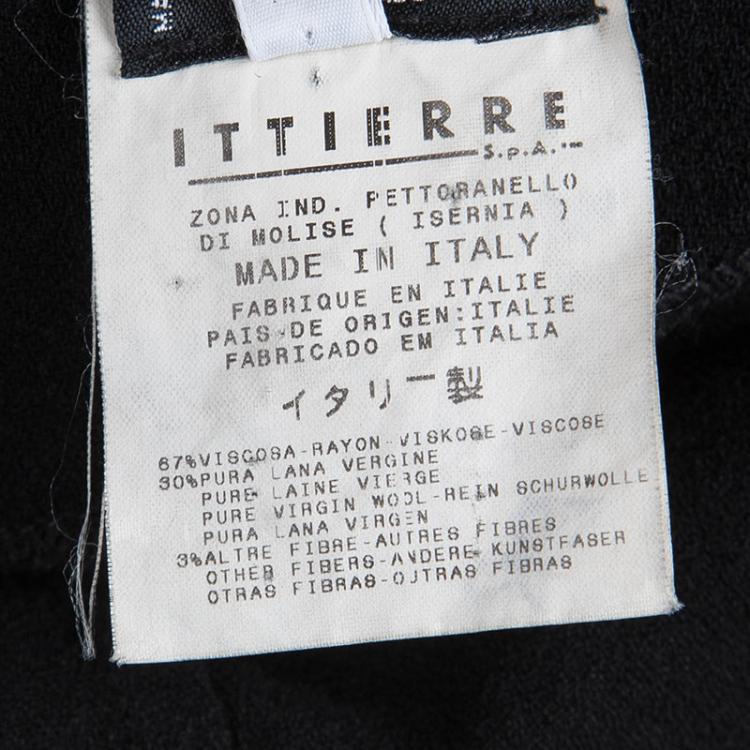 ITTIERRE
S.p.A.
ZONA IND. PETTORANELLO
DI MOLISE ( ISERNIA )
MADE IN ITALY
FABRIQUE EN ITALIE
PAIS DE ORIGEN:ITALIE
FABRICADO EM ITALIA
イタリー製
67%VISCOSA-RAYON-VISKOSE-VISCOSE
30%PURA LANA VERGINE
PURE LAINE VIERGE
PURE VIRGIN WOOL-REIN SCHURWOLLE
PURA LANA VIRGEN
3%ALTRE FIBRE-AUTRES FIBRES
OTHER FIBERS-ANDERE KUNSTFASER
OTRAS FIBRAS-OUTRAS FIBRAS